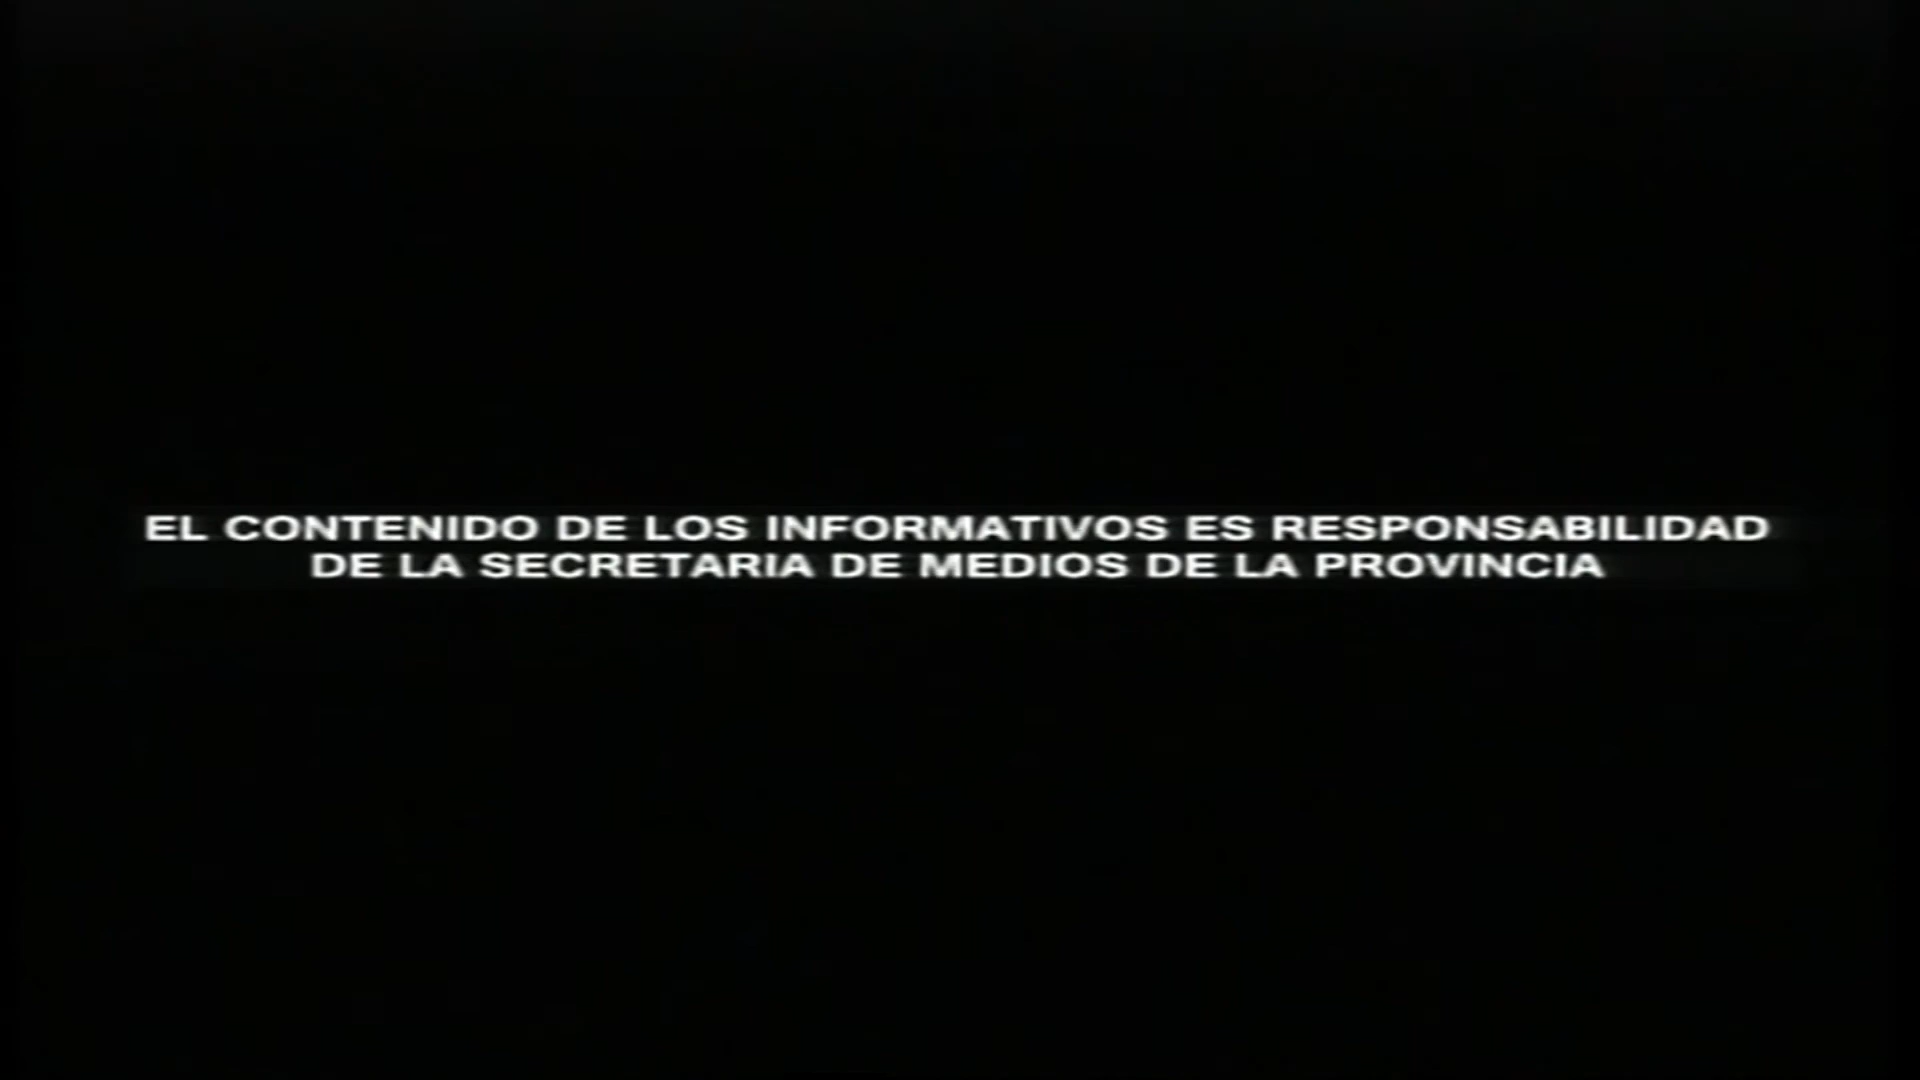 EL CONTENIDO DE LOS INFORMATIVOS ES RESPONSABILIDAD
DE LA SECRETARIA DE MEDIOS DE LA PROVINCIA